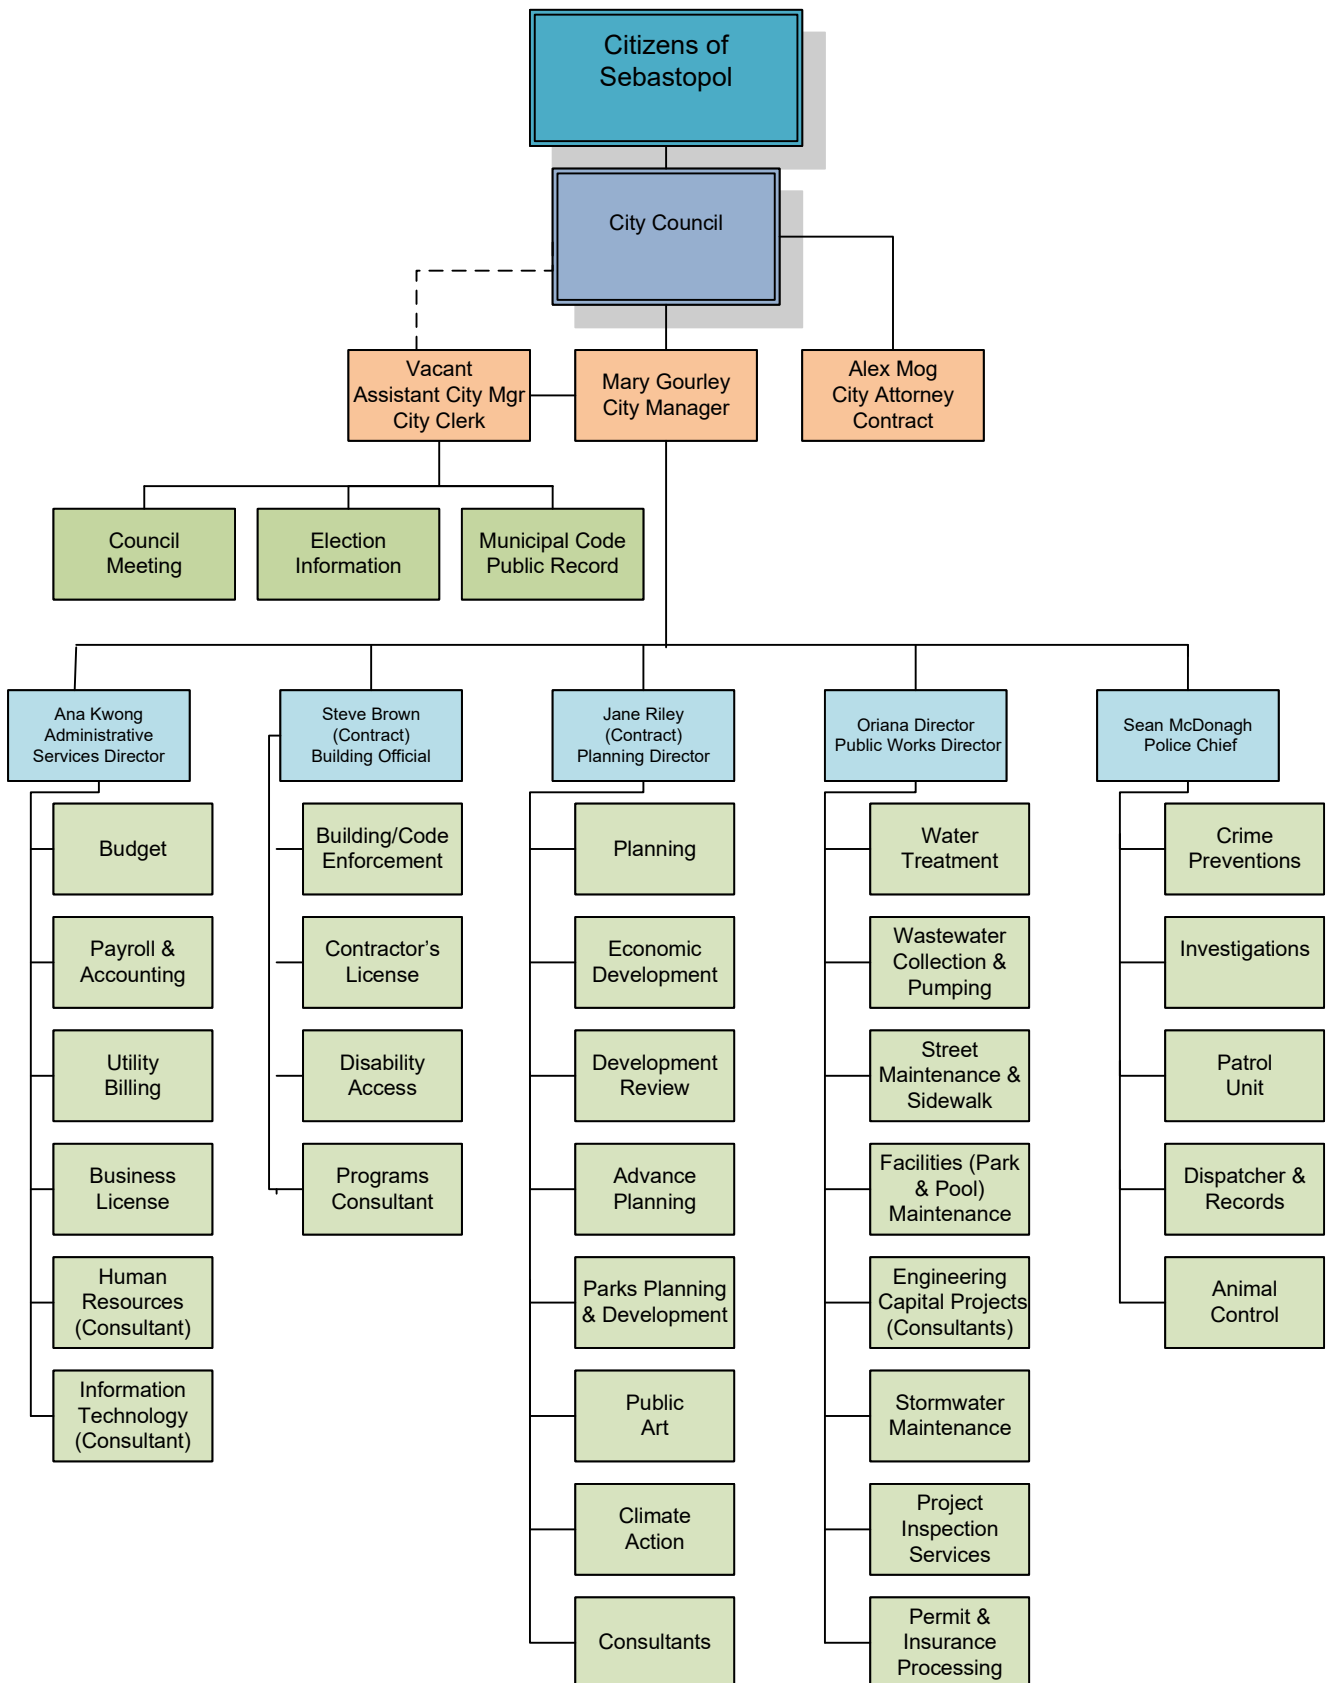 Citizens of
Sebastopol
City Council
Vacant
Assistant City Mgr
City Clerk
Mary Gourley
City Manager
Alex Mog
City Attorney
Contract
Council
Meeting
Election
Information
Municipal Code
Public Record
Ana Kwong
Administrative
Services Director
Steve Brown
(Contract)
Building Official
Jane Riley
(Contract)
Planning Director
Oriana Director
Public Works Director
Sean McDonagh
Police Chief
Budget
Payroll &
Accounting
Utility
Billing
Business
License
Human
Resources
(Consultant)
Information
Technology
(Consultant)
Building/Code
Enforcement
Contractor’s
License
Disability
Access
Programs
Consultant
Planning
Economic
Development
Development
Review
Advance
Planning
Parks Planning
& Development
Public
Art
Climate
Action
Consultants
Water
Treatment
Wastewater
Collection &
Pumping
Street
Maintenance &
Sidewalk
Facilities (Park
& Pool)
Maintenance
Engineering
Capital Projects
(Consultants)
Stormwater
Maintenance
Project
Inspection
Services
Permit &
Insurance
Processing
Crime
Preventions
Investigations
Patrol
Unit
Dispatcher &
Records
Animal
Control